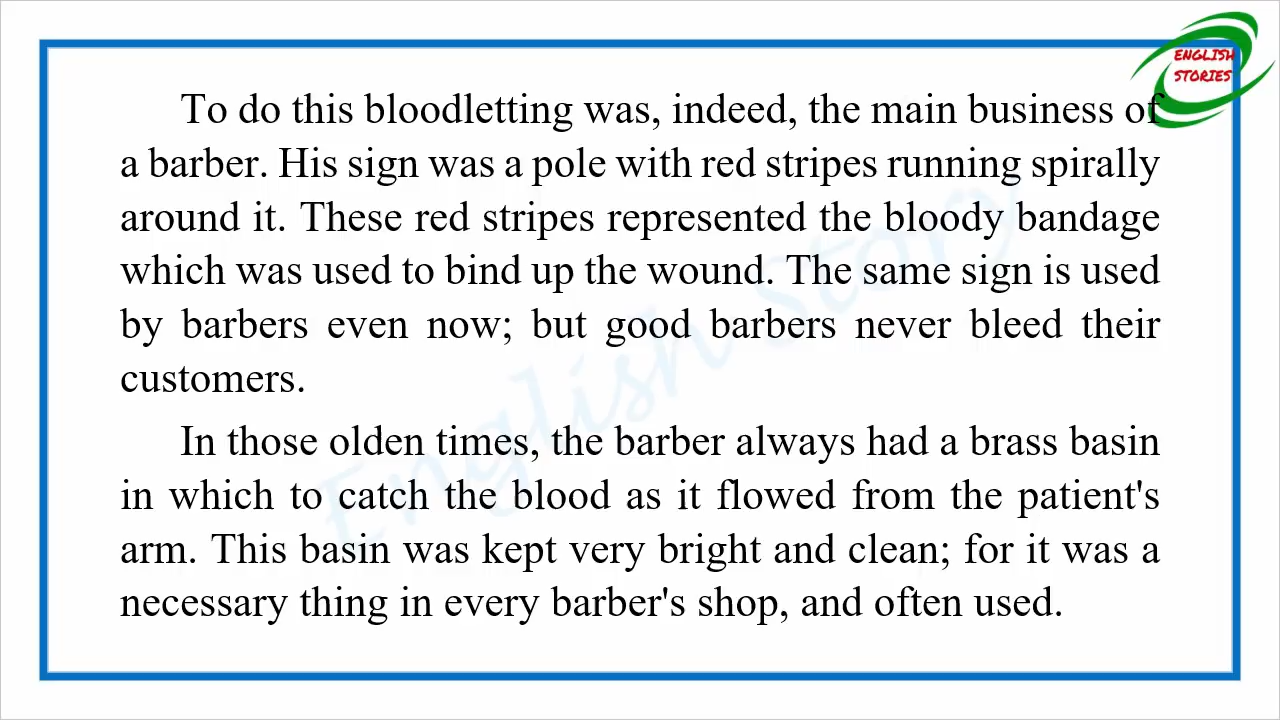 ENGLISH
STORIES
To do this bloodletting was, indeed, the main business of
a barber. His sign was a pole with red stripes running spirally
around it. These red stripes represented the bloody bandage
which was used to bind up the wound. The same sign is used
by barbers even now; but good barbers never bleed their
customers.
In those olden times, the barber always had a brass basin
in which to catch the blood as it flowed from the patient's
arm. This basin was kept very bright and clean; for it was a
necessary thing in every barber's shop, and often used.
English Story